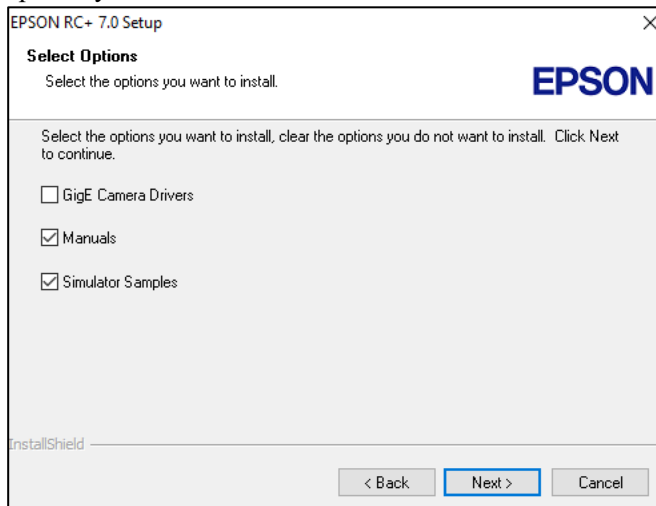 EPSON RC+ 7.0 Setup
Select Options
Select the options you want to install.
EPSON
Select the options you want to install, clear the options you do not want to install. Click Next
to continue.
GigE Camera Drivers
Manuals
Simulator Samples
InstallShield
< Back
Next >
Cancel